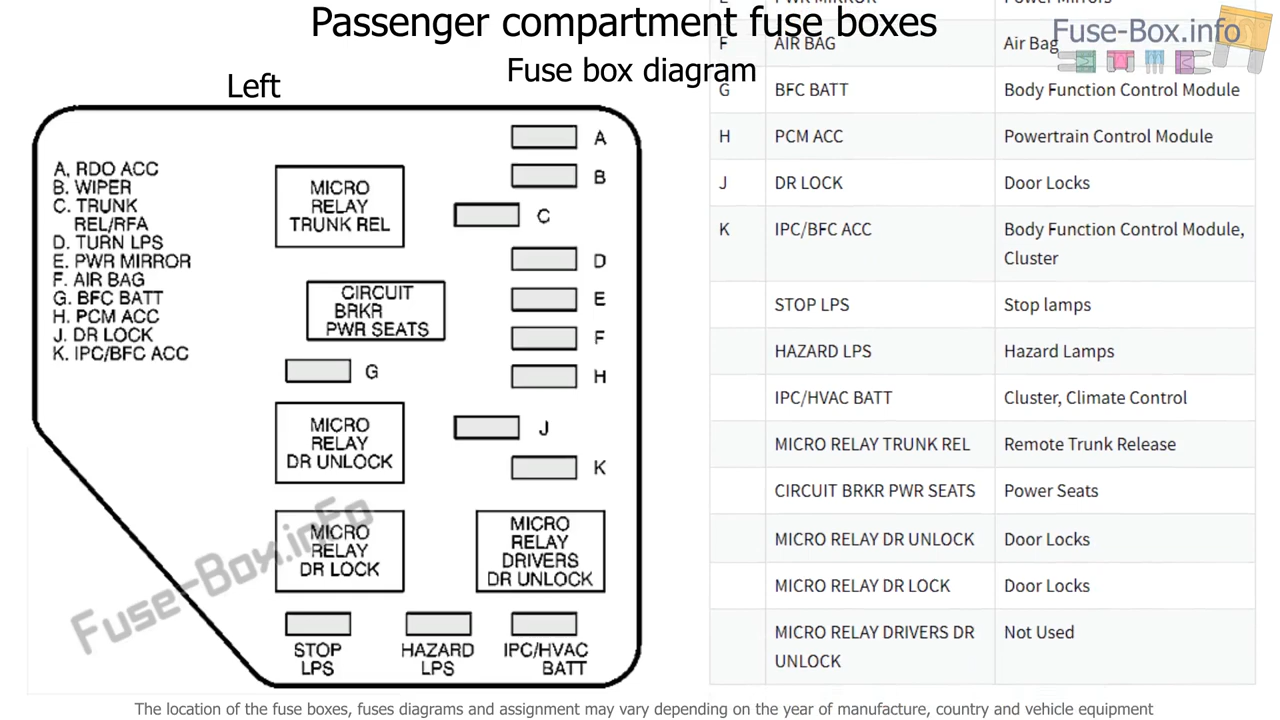 Passenger compartment fuse boxes
Fuse box diagram
Left
Fuse-Box.info
A, RDO ACC
B. WIPER
C. TRUNK
REL/RFA
D. TURN LPS
E. PWR MIRROR
F. AIR BAG
G. BFC BATT
H. PCM ACC
J. DR LOCK
K. IPC/BFC ACC
MICRO
RELAY
TRUNK REL
CIRCUIT
BRKR
PWR SEATS
MICRO
RELAY
DR UNLOCK
MICRO
RELAY
DR LOCK
MICRO
RELAY
DRIVERS
DR UNLOCK
A
B
C
D
E
F
G
H
J
K
STOP
LPS
HAZARD
LPS
IPC/HVAC
BATT
Fuse-Box.info
E PWR MIRROR Power Mirrors
F AIR BAG Air Bag
G BFC BATT Body Function Control Module
H PCM ACC Powertrain Control Module
J DR LOCK Door Locks
K IPC/BFC ACC Body Function Control Module,
Cluster
STOP LPS Stop lamps
HAZARD LPS Hazard Lamps
IPC/HVAC BATT Cluster, Climate Control
MICRO RELAY TRUNK REL Remote Trunk Release
CIRCUIT BRKR PWR SEATS Power Seats
MICRO RELAY DR UNLOCK Door Locks
MICRO RELAY DR LOCK Door Locks
MICRO RELAY DRIVERS DR Not Used
UNLOCK
The location of the fuse boxes, fuses diagrams and assignment may vary depending on the year of manufacture, country and vehicle equipment